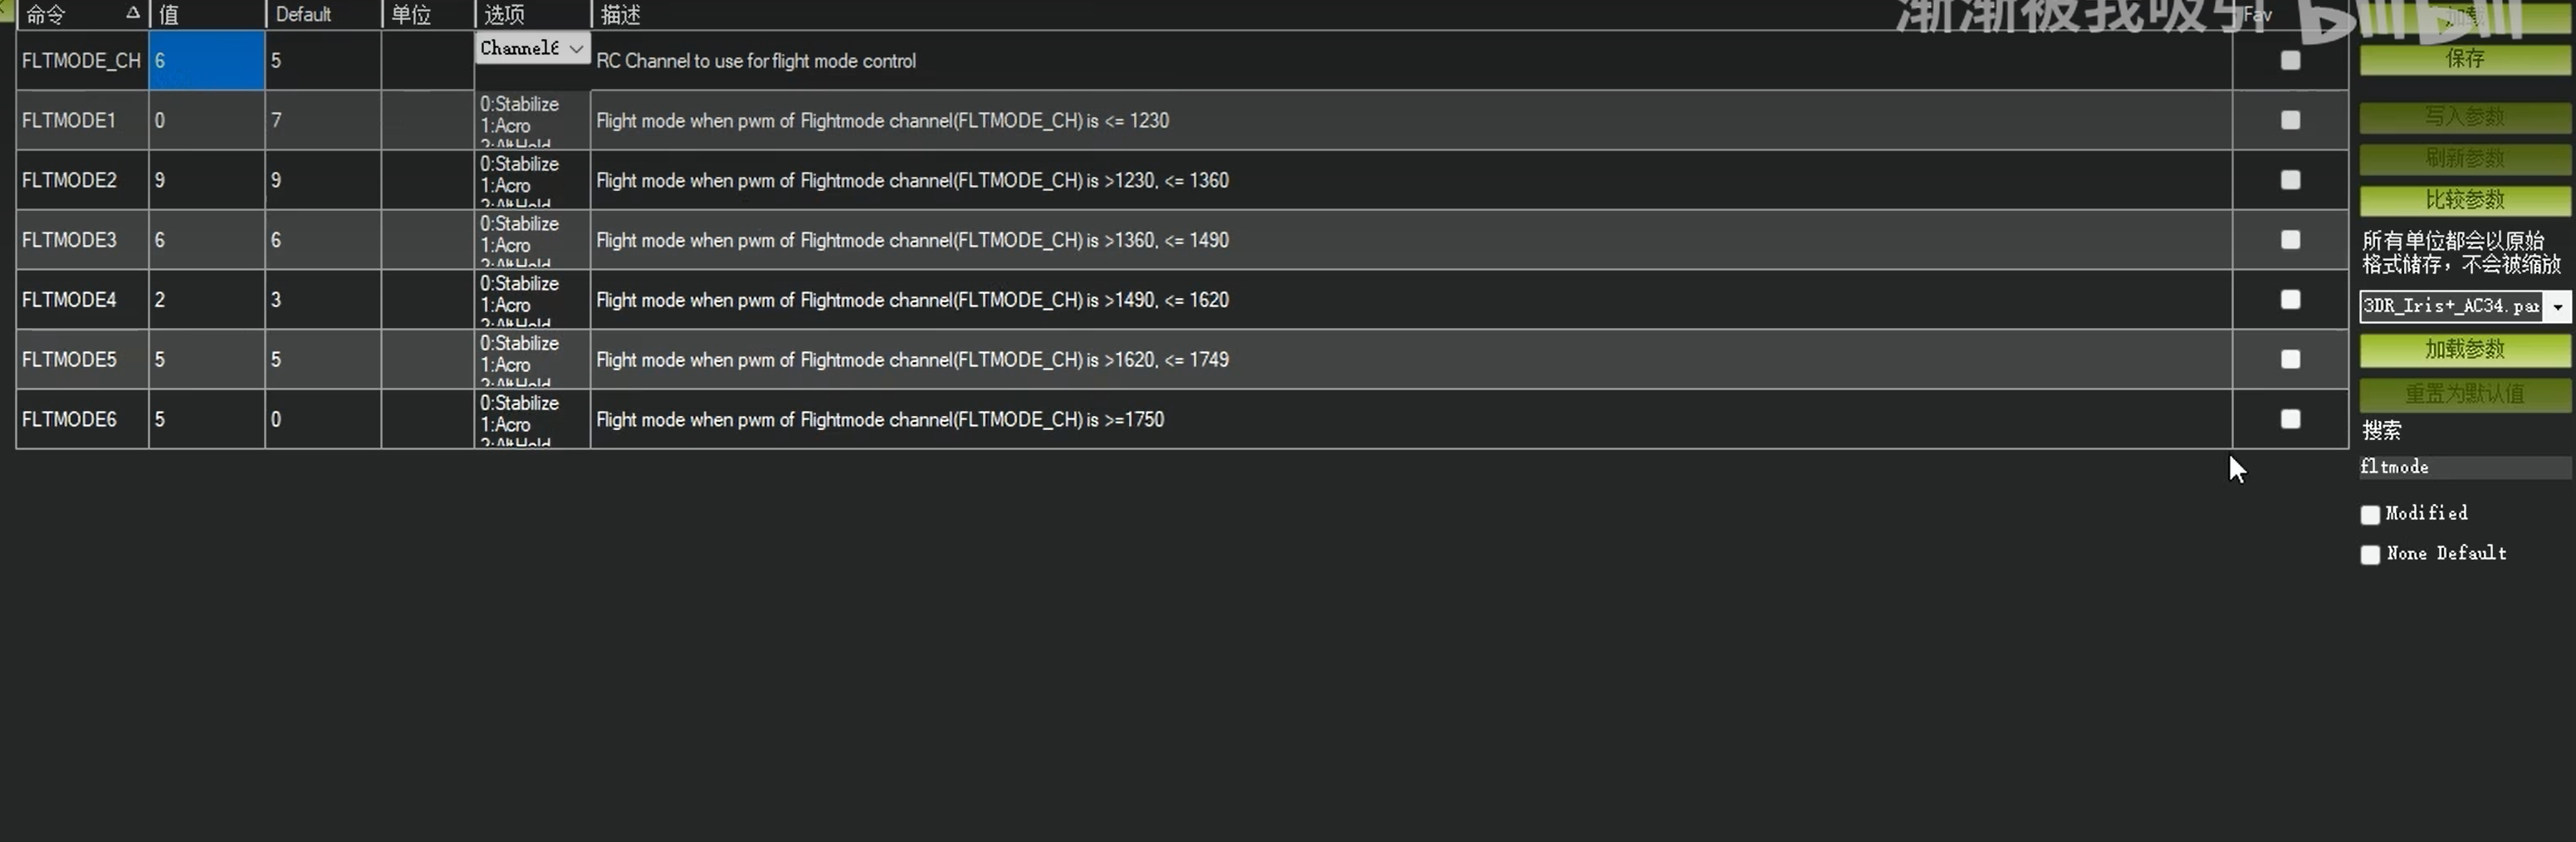 命令 值 Default 单位 选项 描述 Fav
渐渐被我吸引 bilibili
加载
FLTMODE_CH 6 5 Channel6 RC Channel to use for flight mode control
保存
FLTMODE1 0 7 0:Stabilize 1:Acro 2:AltHold Flight mode when pwm of Flightmode channel(FLTMODE_CH) is <= 1230
写入参数
刷新参数
FLTMODE2 9 9 0:Stabilize 1:Acro 2:AltHold Flight mode when pwm of Flightmode channel(FLTMODE_CH) is >1230, <= 1360
比较参数
FLTMODE3 6 6 0:Stabilize 1:Acro 2:AltHold Flight mode when pwm of Flightmode channel(FLTMODE_CH) is >1360, <= 1490
所有单位都会以原始
格式储存，不会被缩放
FLTMODE4 2 3 0:Stabilize 1:Acro 2:AltHold Flight mode when pwm of Flightmode channel(FLTMODE_CH) is >1490, <= 1620
3DR_Iris+_AC34.par
FLTMODE5 5 5 0:Stabilize 1:Acro 2:AltHold Flight mode when pwm of Flightmode channel(FLTMODE_CH) is >1620, <= 1749
加载参数
重置为默认值
FLTMODE6 5 0 0:Stabilize 1:Acro 2:AltHold Flight mode when pwm of Flightmode channel(FLTMODE_CH) is >=1750
搜索
fltmode
Modified
None Default